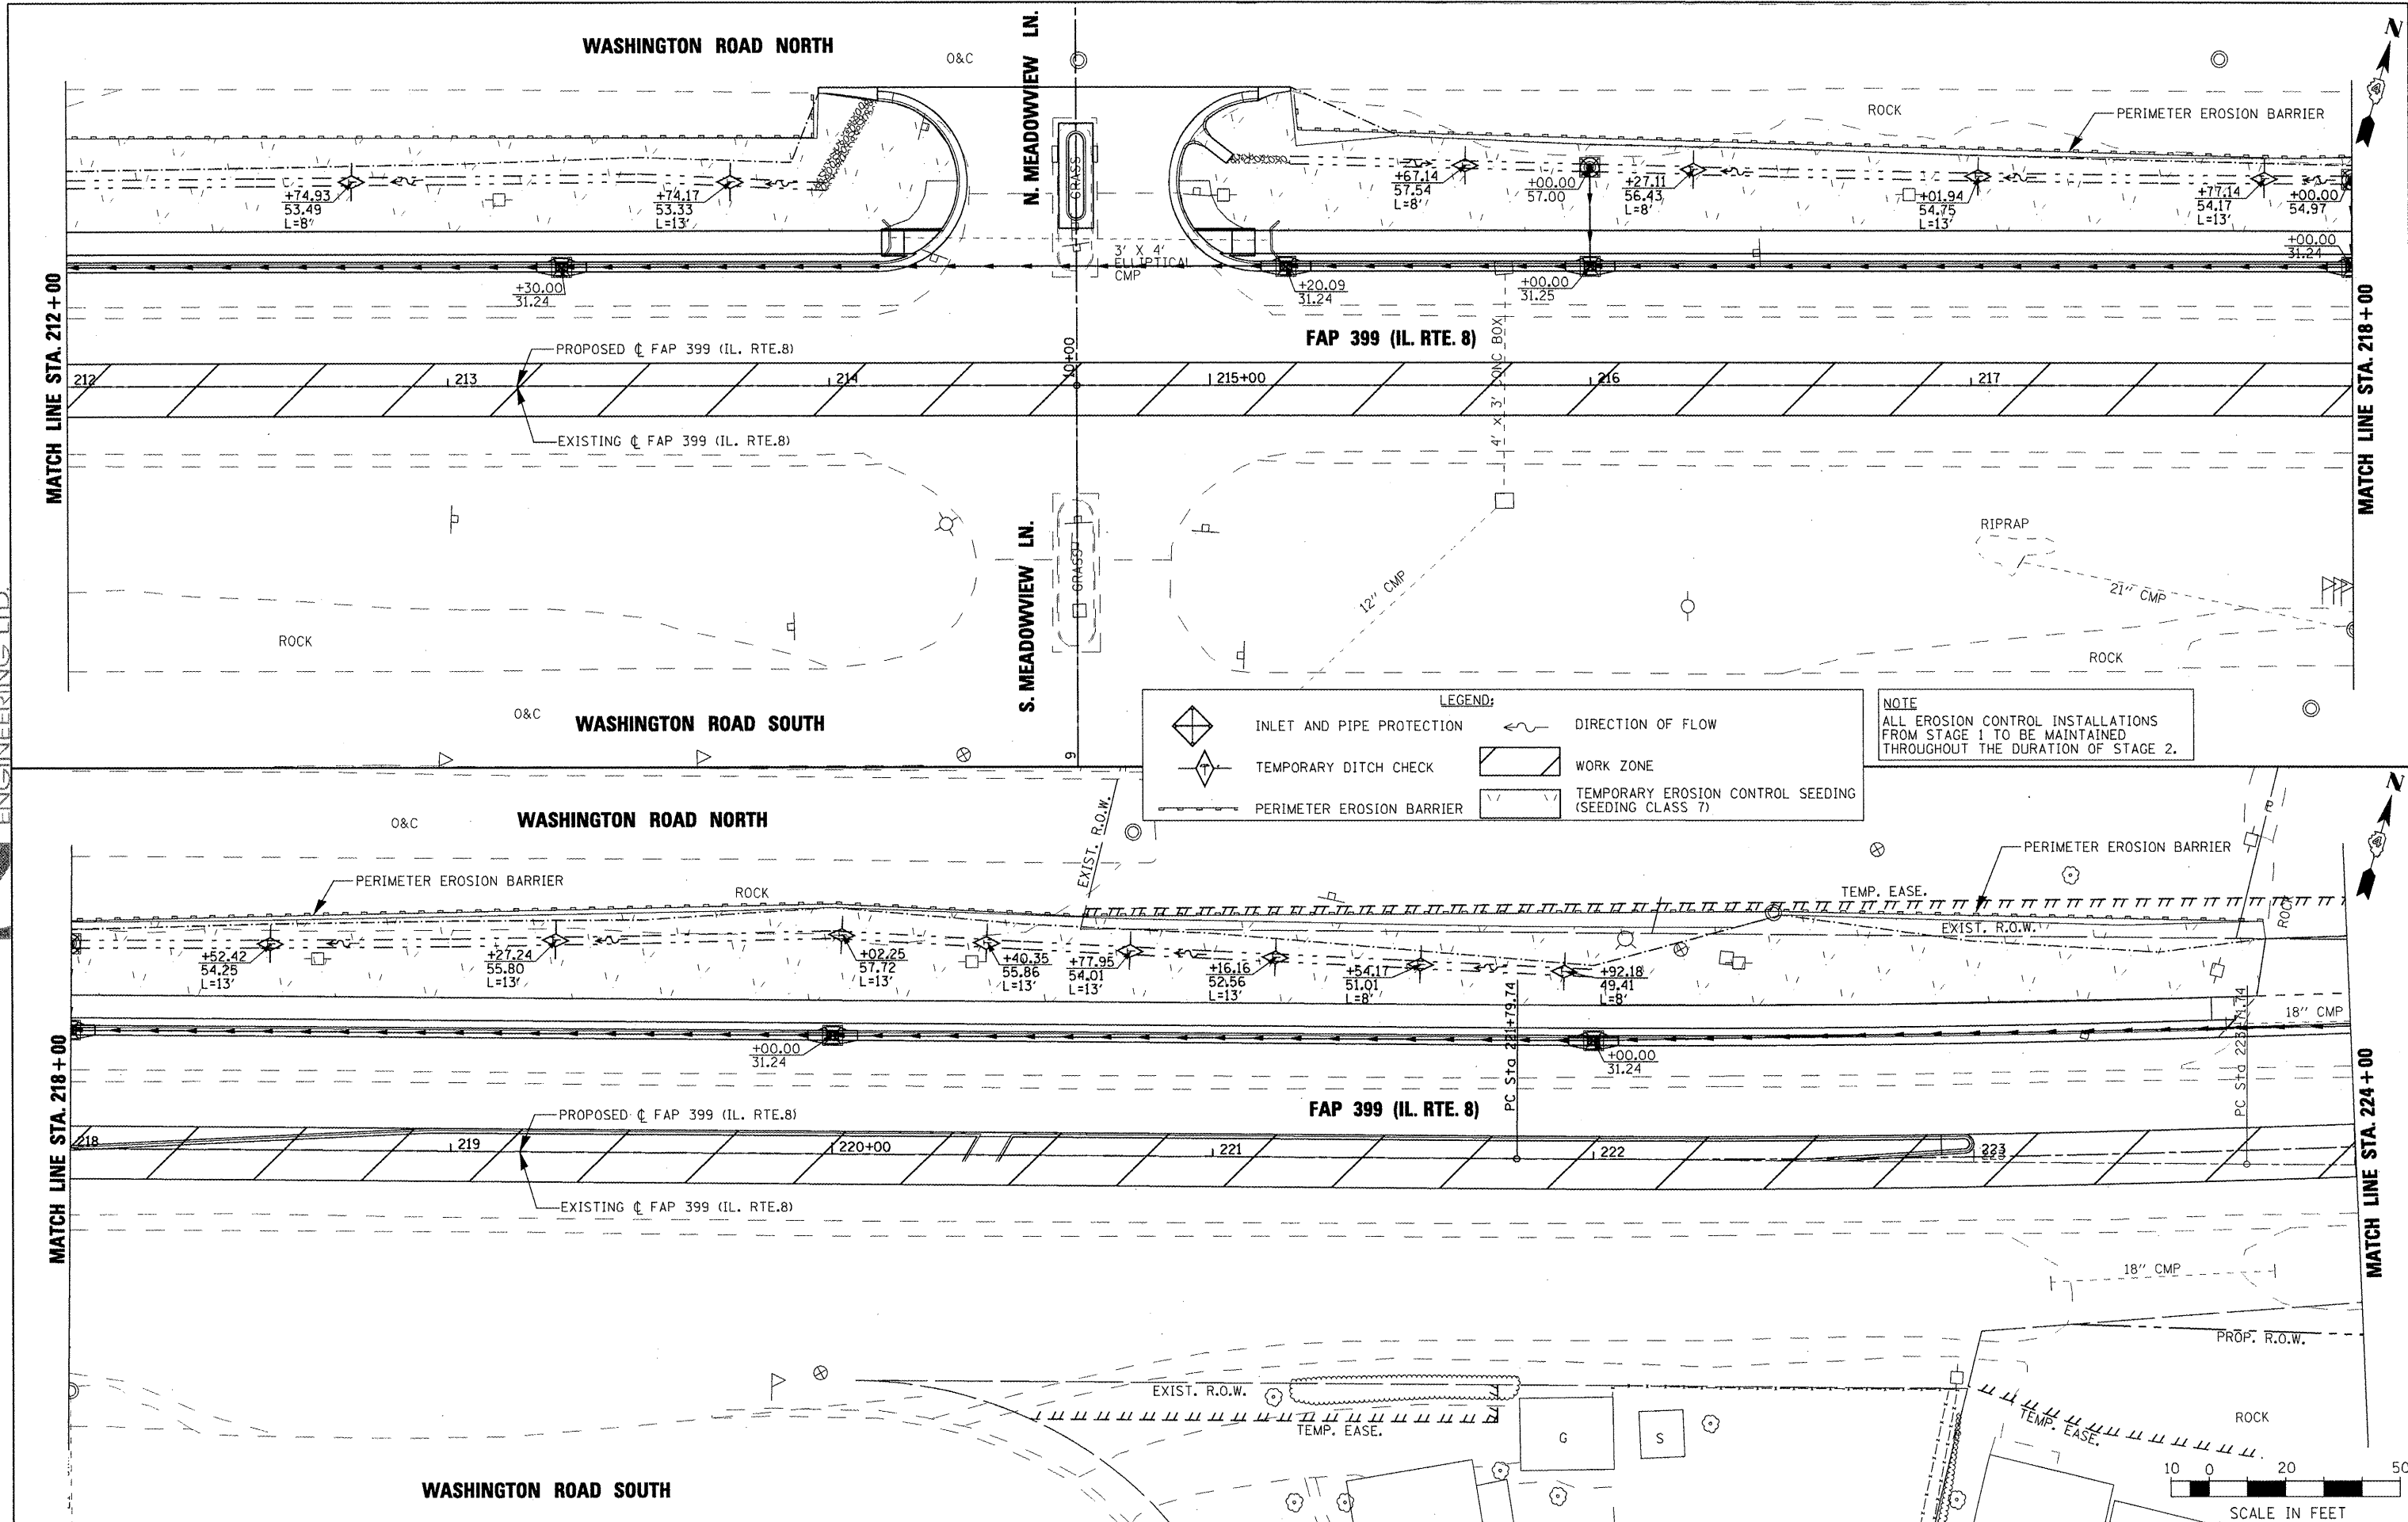 WASHINGTON ROAD NORTH
O&C
N. MEADOWVIEW LN.
N
ROCK
PERIMETER EROSION BARRIER
GRASS
+74.93
53.49
L=8'
+74.17
53.33
L=13'
+67.14
57.54
L=8'
+00.00
57.00
+27.11
56.43
L=8'
+01.94
54.75
L=13'
+77.14
54.17
L=13'
+00.00
54.97
+00.00
31.24
3' X 4'
ELLIPTICAL
CMP
+30.00
31.24
+20.09
31.24
+00.00
31.25
MATCH LINE STA. 212+00
MATCH LINE STA. 218+00
FAP 399 (IL. RTE. 8)
4' x 3' CONC BOX
10+00
PROPOSED ℄ FAP 399 (IL. RTE.8)
212
213
214
215+00
216
217
EXISTING ℄ FAP 399 (IL. RTE.8)
S. MEADOWVIEW LN.
GRASS
RIPRAP
12" CMP
21" CMP
ROCK
ROCK
O&C
WASHINGTON ROAD SOUTH
9
ENGINEERING LTD.
LEGEND:
INLET AND PIPE PROTECTION
DIRECTION OF FLOW
TEMPORARY DITCH CHECK
WORK ZONE
PERIMETER EROSION BARRIER
TEMPORARY EROSION CONTROL SEEDING
(SEEDING CLASS 7)
NOTE
ALL EROSION CONTROL INSTALLATIONS
FROM STAGE 1 TO BE MAINTAINED
THROUGHOUT THE DURATION OF STAGE 2.
O&C
WASHINGTON ROAD NORTH
EXIST. R.O.W.
N
E
PERIMETER EROSION BARRIER
ROCK
PERIMETER EROSION BARRIER
TEMP. EASE.
EXIST. R.O.W.
ROCK
+52.42
54.25
L=13'
+27.24
55.80
L=13'
+02.25
57.72
L=13'
+40.35
55.86
L=13'
+77.95
54.01
L=13'
+16.16
52.56
L=13'
+54.17
51.01
L=8'
+92.18
49.41
L=8'
18" CMP
+00.00
31.24
+00.00
31.24
PC Sta 221+79.74
MATCH LINE STA. 218+00
MATCH LINE STA. 224+00
FAP 399 (IL. RTE. 8)
PROPOSED ℄ FAP 399 (IL. RTE.8)
218
219
220+00
221
222
223
EXISTING ℄ FAP 399 (IL. RTE.8)
18" CMP
PROP. R.O.W.
EXIST. R.O.W.
TEMP. EASE.
G
S
TEMP. EASE.
ROCK
WASHINGTON ROAD SOUTH
10 0 20 50
SCALE IN FEET